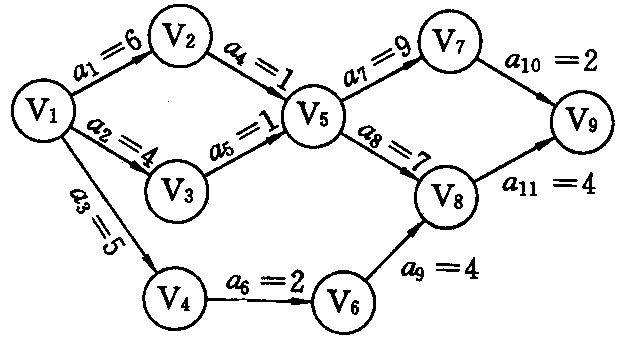 V₂
V₇
a₁=6
a₄=1
a₇=9
a₁₀=2
V₁
V₅
V₉
a₂=4
a₅=1
a₈=7
a₁₁=4
V₃
V₈
a₃=5
a₆=2
a₉=4
V₄
V₆